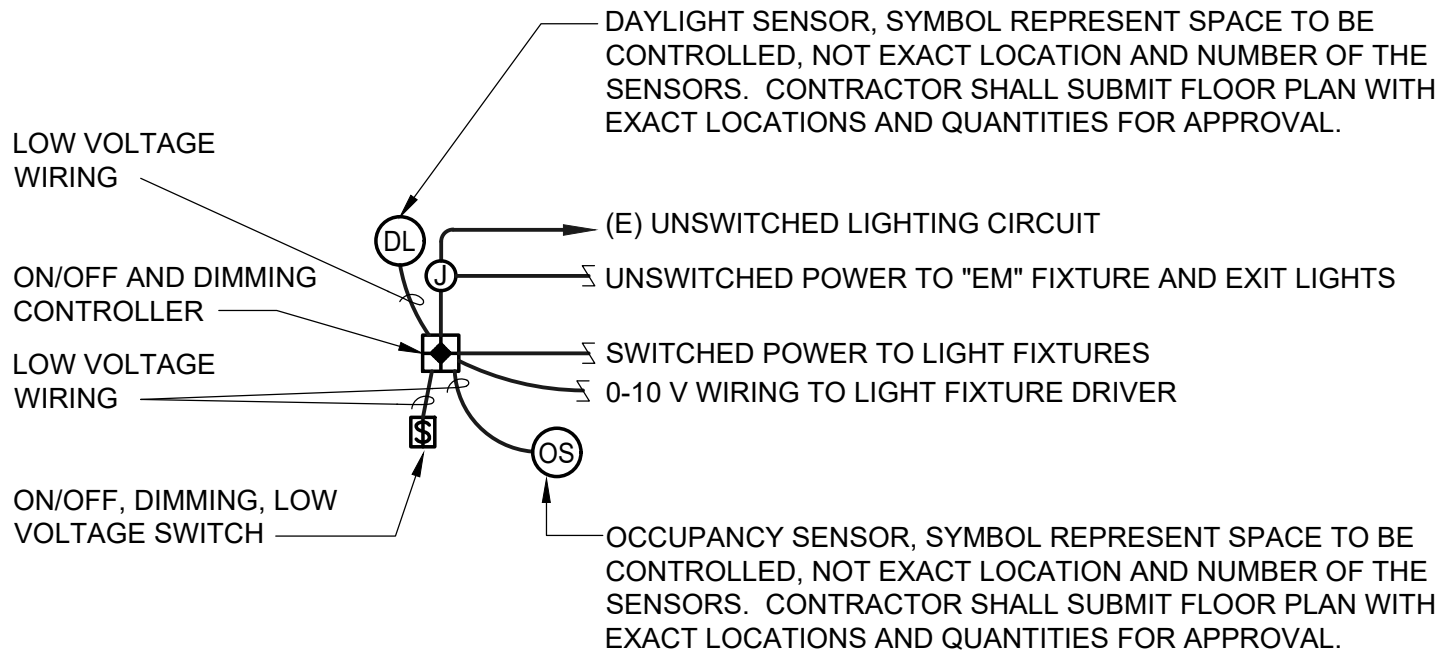 DAYLIGHT SENSOR, SYMBOL REPRESENT SPACE TO BE
CONTROLLED, NOT EXACT LOCATION AND NUMBER OF THE
SENSORS. CONTRACTOR SHALL SUBMIT FLOOR PLAN WITH
EXACT LOCATIONS AND QUANTITIES FOR APPROVAL.
LOW VOLTAGE
WIRING
DL
(E) UNSWITCHED LIGHTING CIRCUIT
J
UNSWITCHED POWER TO "EM" FIXTURE AND EXIT LIGHTS
ON/OFF AND DIMMING
CONTROLLER
SWITCHED POWER TO LIGHT FIXTURES
LOW VOLTAGE
WIRING
0-10 V WIRING TO LIGHT FIXTURE DRIVER
$
OS
ON/OFF, DIMMING, LOW
VOLTAGE SWITCH
OCCUPANCY SENSOR, SYMBOL REPRESENT SPACE TO BE
CONTROLLED, NOT EXACT LOCATION AND NUMBER OF THE
SENSORS. CONTRACTOR SHALL SUBMIT FLOOR PLAN WITH
EXACT LOCATIONS AND QUANTITIES FOR APPROVAL.